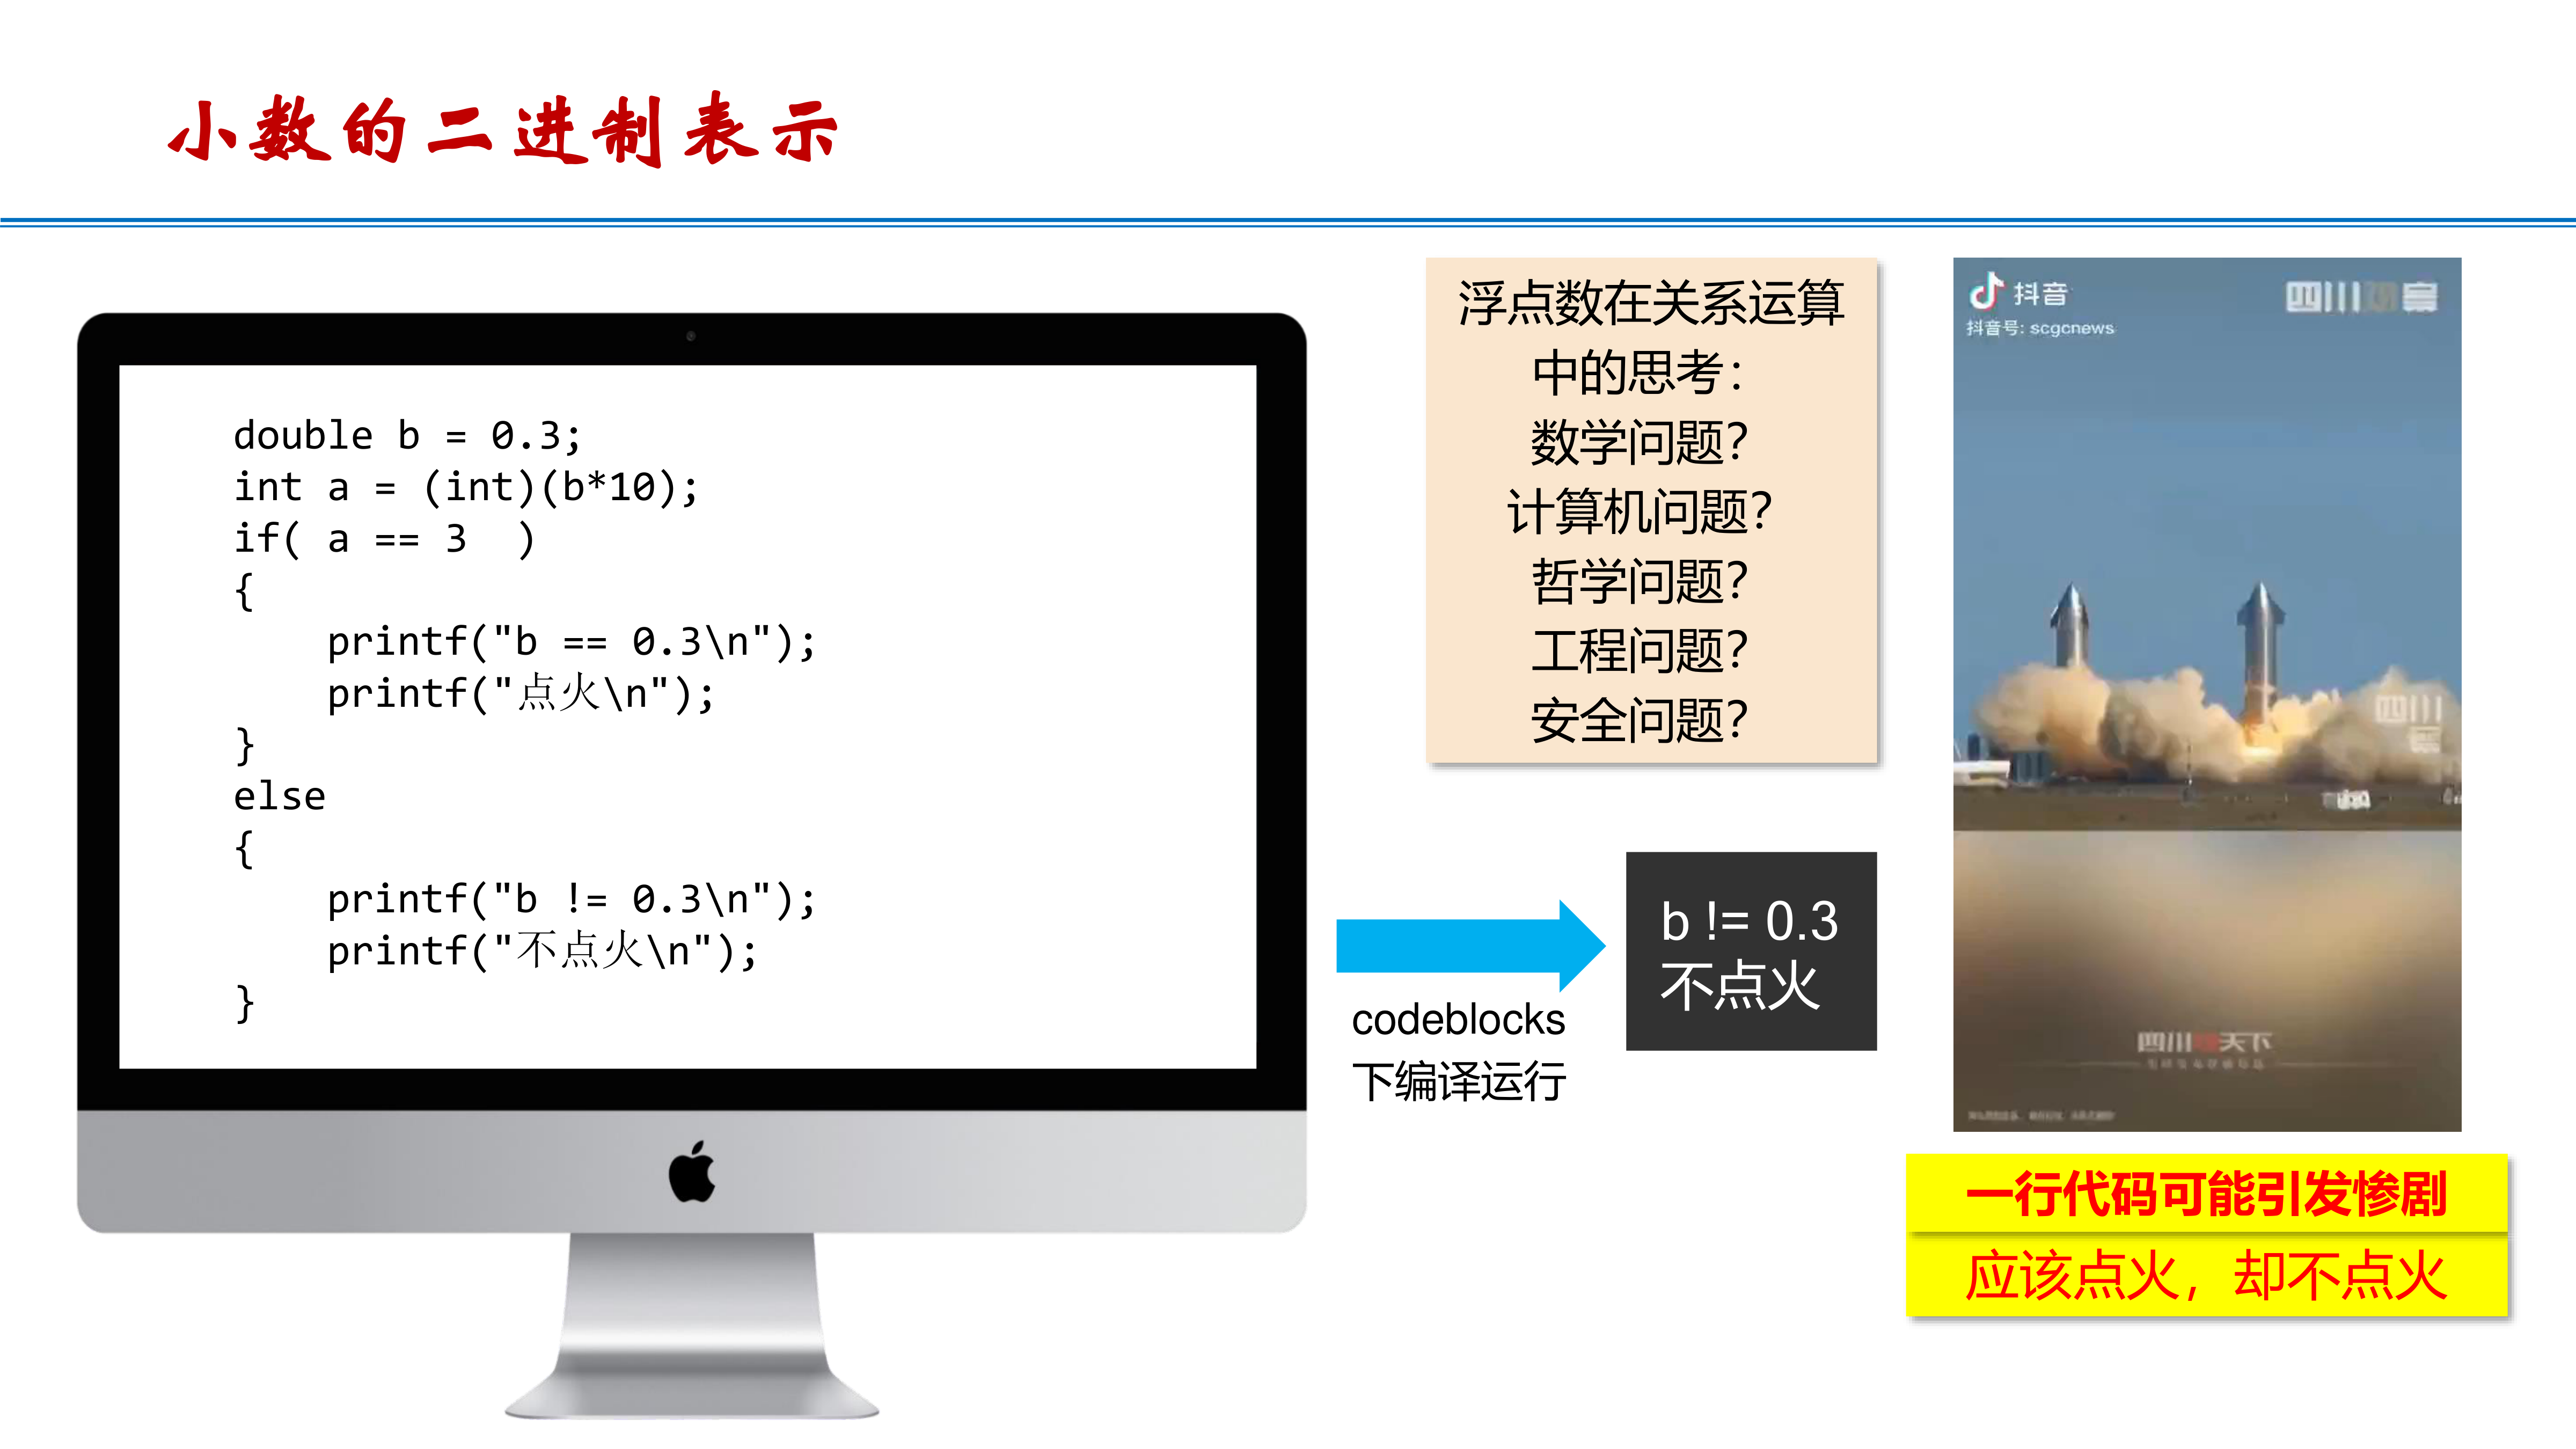 小数的二进制表示
double b = 0.3;
int a = (int)(b*10);
if( a == 3  )
{
    printf("b == 0.3\n");
    printf("点火\n");
}
else
{
    printf("b != 0.3\n");
    printf("不点火\n");
}
浮点数在关系运算
中的思考：
数学问题？
计算机问题？
哲学问题？
工程问题？
安全问题？
codeblocks
下编译运行
b != 0.3
不点火
抖音
抖音号: scgcnews
四川
四川
四川 天下
一行代码可能引发惨剧
应该点火，却不点火